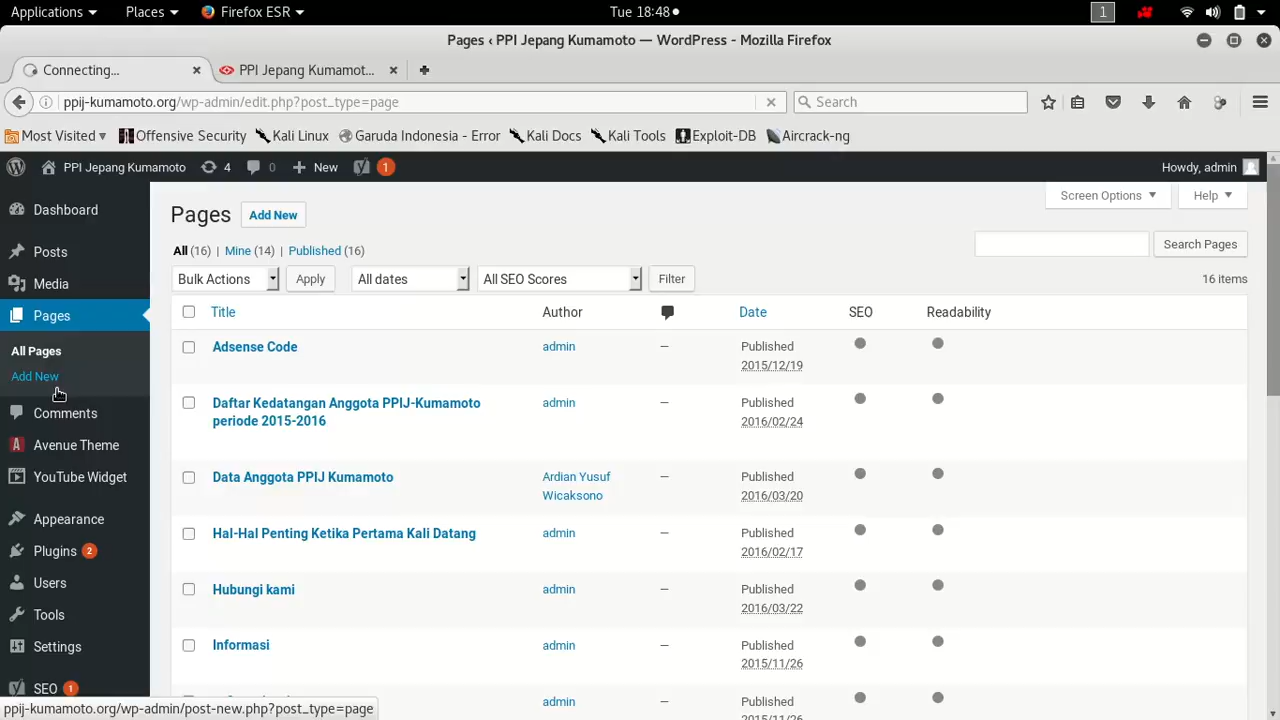 Applications Places Firefox ESR Tue 18:48 1
Pages ‹ PPI Jepang Kumamoto — WordPress - Mozilla Firefox
Connecting... PPI Jepang Kumamot...
ppij-kumamoto.org/wp-admin/edit.php?post_type=page Search
Most Visited Offensive Security Kali Linux Garuda Indonesia - Error Kali Docs Kali Tools Exploit-DB Aircrack-ng
PPI Jepang Kumamoto 4 0 New 1 Howdy, admin
Screen Options Help
Dashboard
Posts
Media
Pages
All Pages
Add New
Comments
Avenue Theme
YouTube Widget
Appearance
Plugins 2
Users
Tools
Settings
SEO 1
Pages Add New
All (16) | Mine (14) | Published (16) Search Pages
Bulk Actions Apply All dates All SEO Scores Filter 16 items
Title Author Date SEO Readability
Adsense Code admin — Published
2015/12/19
Daftar Kedatangan Anggota PPIJ-Kumamoto admin — Published
periode 2015-2016 2016/02/24
Data Anggota PPIJ Kumamoto Ardian Yusuf — Published
Wicaksono 2016/03/20
Hal-Hal Penting Ketika Pertama Kali Datang admin — Published
2016/02/17
Hubungi kami admin — Published
2016/03/22
Informasi admin — Published
2015/11/26
admin — Published
2015/11/26
ppij-kumamoto.org/wp-admin/post-new.php?post_type=page